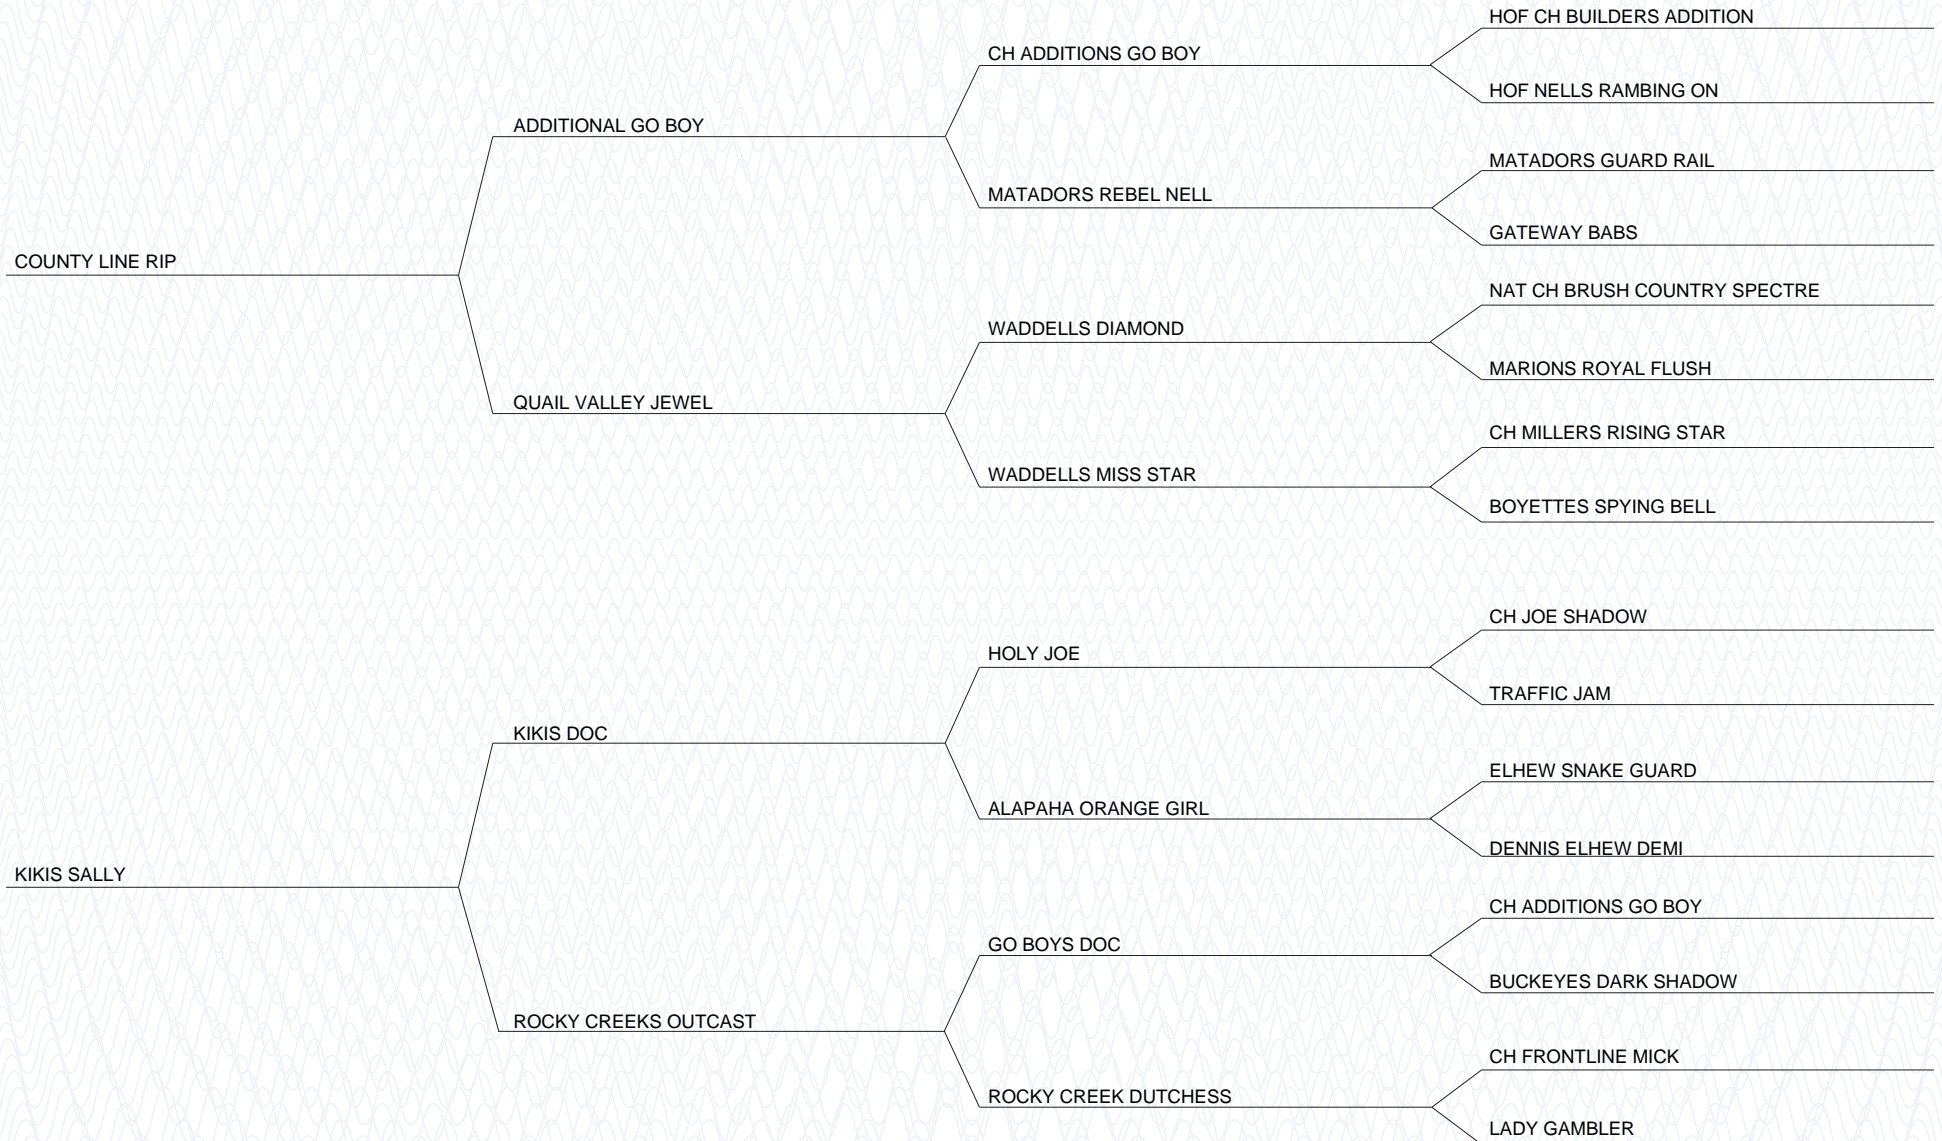 HOF CH BUILDERS ADDITION
CH ADDITIONS GO BOY
HOF NELLS RAMBING ON
ADDITIONAL GO BOY
MATADORS GUARD RAIL
MATADORS REBEL NELL
GATEWAY BABS
COUNTY LINE RIP
NAT CH BRUSH COUNTRY SPECTRE
WADDELLS DIAMOND
MARIONS ROYAL FLUSH
QUAIL VALLEY JEWEL
CH MILLERS RISING STAR
WADDELLS MISS STAR
BOYETTES SPYING BELL
CH JOE SHADOW
HOLY JOE
TRAFFIC JAM
KIKIS DOC
ELHEW SNAKE GUARD
ALAPAHA ORANGE GIRL
DENNIS ELHEW DEMI
KIKIS SALLY
CH ADDITIONS GO BOY
GO BOYS DOC
BUCKEYES DARK SHADOW
ROCKY CREEKS OUTCAST
CH FRONTLINE MICK
ROCKY CREEK DUTCHESS
LADY GAMBLER